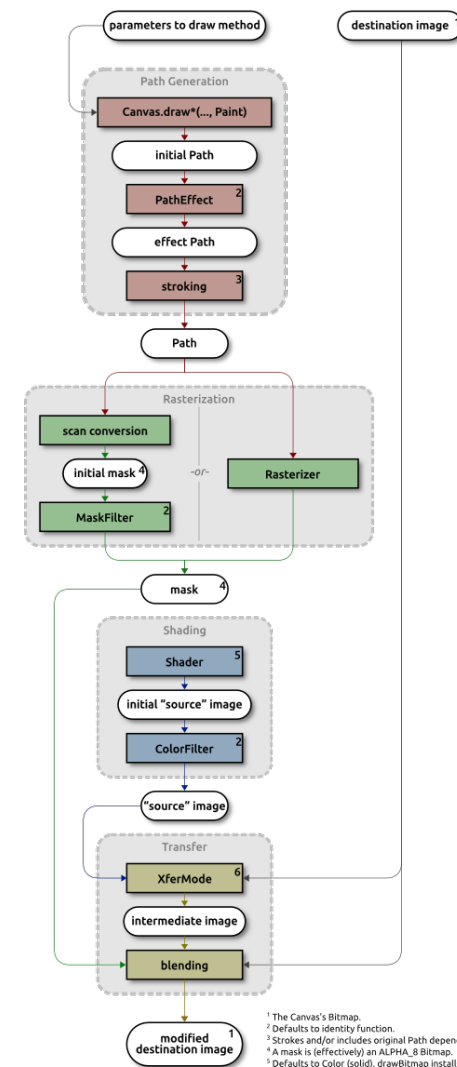 parameters to draw method
destination image
Path Generation
Canvas.draw*(..., Paint)
initial Path
PathEffect 2
effect Path
stroking 3
Path
Rasterization
scan conversion
initial mask 4
-or-
Rasterizer
MaskFilter 2
mask 4
Shading
Shader 5
initial “source” image
ColorFilter 2
“source” image
Transfer
XferMode 6
intermediate image
blending
modified 1
destination image
1 The Canvas's Bitmap.
2 Defaults to identity function.
3 Strokes and/or includes original Path
4 A mask is (effectively) an ALPHA_8 Bitmap.
5 Defaults to Color (solid), drawBitmap